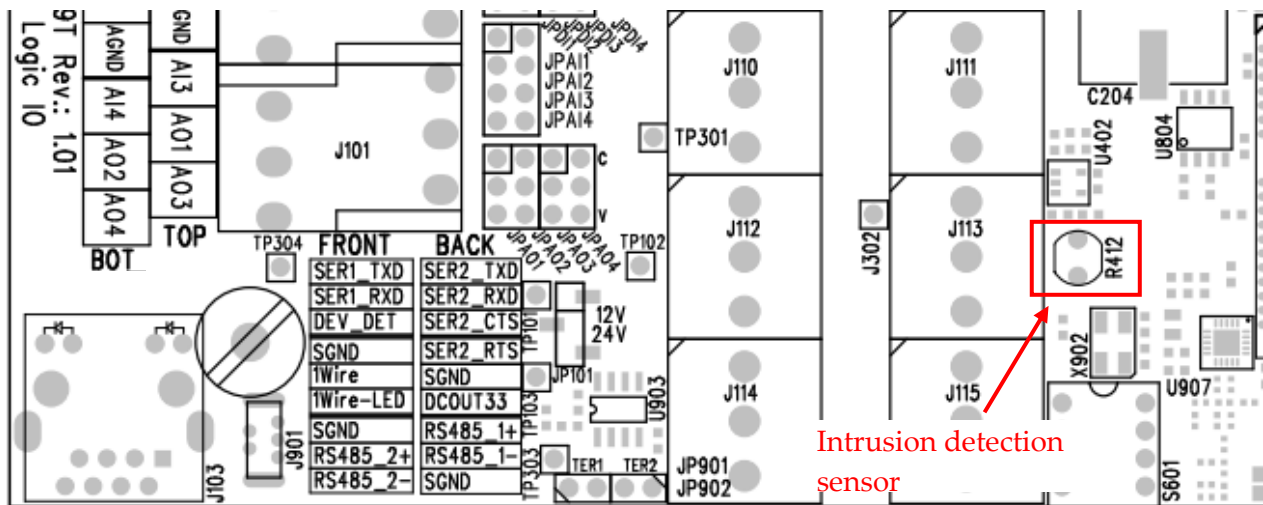 9T Rev.: 1.01
Logic IO
AGND
AI4
AO2
AO4
BOT
GND
AI3
AO1
AO3
TOP
J101
JPDI1
JPDI2
JPDI3
JPDI4
JPAI1
JPAI2
JPAI3
JPAI4
C
V
JPAO1
JPAO2
JPAO3
JPAO4
TP301
TP102
J110
J111
J112
J113
J114
J115
J302
C204
U402
U804
R412
X902
U907
S601
TP304
FRONT
SER1_TXD
SER1_RXD
DEV_DET
SGND
1Wire
1Wire-LED
SGND
RS485_2+
RS485_2-
BACK
SER2_TXD
SER2_RXD
SER2_CTS
SER2_RTS
SGND
DCOUT33
RS485_1+
RS485_1-
SGND
TP101
12V
24V
JP101
TP103
U903
TP303
TER1
TER2
JP901
JP902
J103
J901
Intrusion detection
sensor